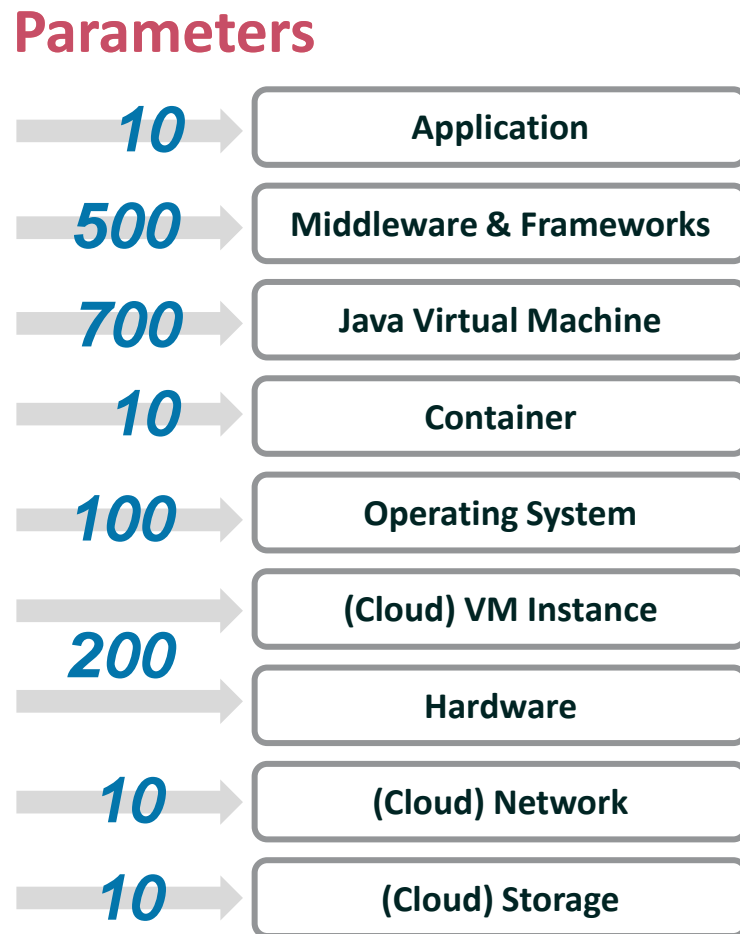 Parameters
10
Application
500
Middleware & Frameworks
700
Java Virtual Machine
10
Container
100
Operating System
(Cloud) VM Instance
200
Hardware
10
(Cloud) Network
10
(Cloud) Storage